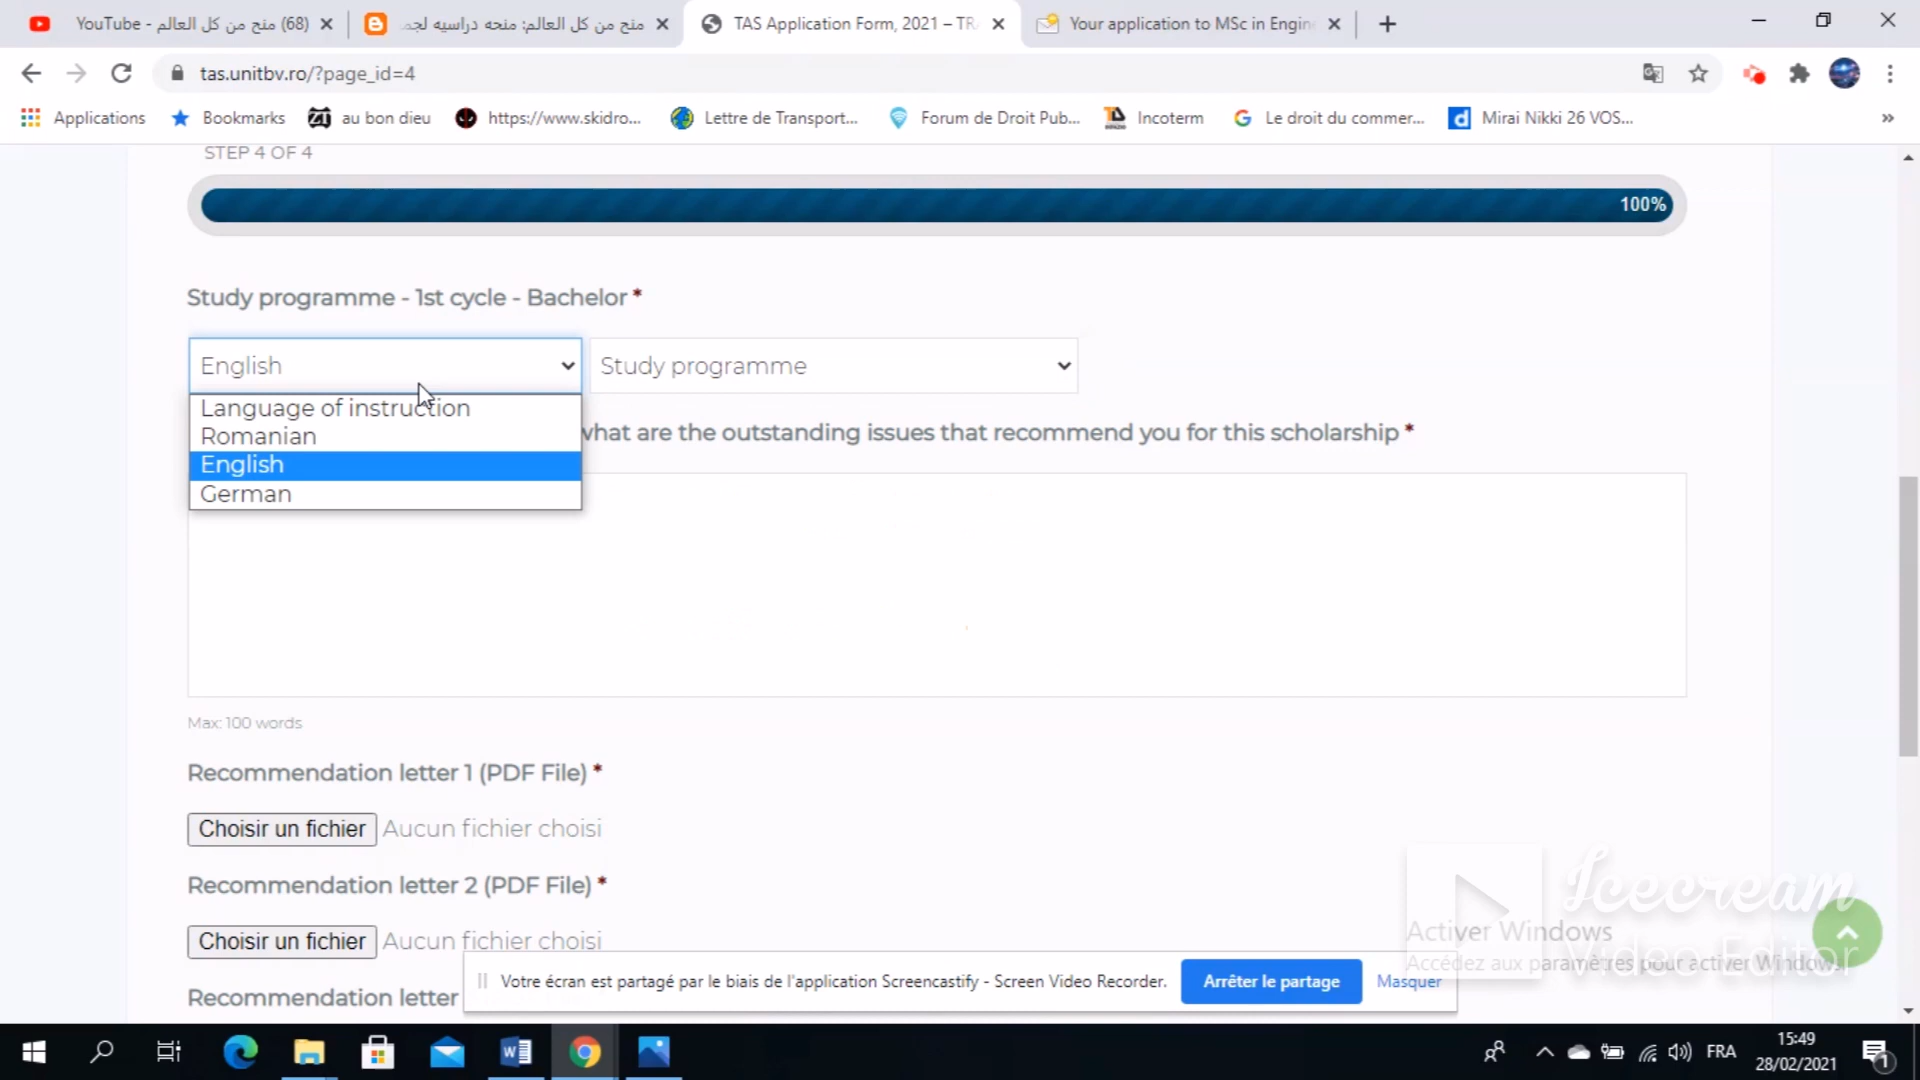 YouTube - منح من كل العالم (68)
منح من كل العالم: منحه دراسيه لجم
TAS Application Form, 2021 – TR
Your application to MSc in Engin
tas.unitbv.ro/?page_id=4
Applications
Bookmarks
au bon dieu
https://www.skidro...
Lettre de Transport...
Forum de Droit Pub...
Incoterm
Le droit du commer...
Mirai Nikki 26 VOS...
»
STEP 4 OF 4
100%
Study programme - 1st cycle - Bachelor *
English
Study programme
Language of instruction
Romanian
English
German
what are the outstanding issues that recommend you for this scholarship *
Max: 100 words
Recommendation letter 1 (PDF File) *
Choisir un fichier Aucun fichier choisi
Recommendation letter 2 (PDF File) *
Choisir un fichier Aucun fichier choisi
Recommendation letter
Votre écran est partagé par le biais de l'application Screencastify - Screen Video Recorder.
Arrêter le partage
Masquer
Icecream
Video Editor
Activer Windows
Accédez aux paramètres pour activer Windows.
FRA
15:49
28/02/2021
1